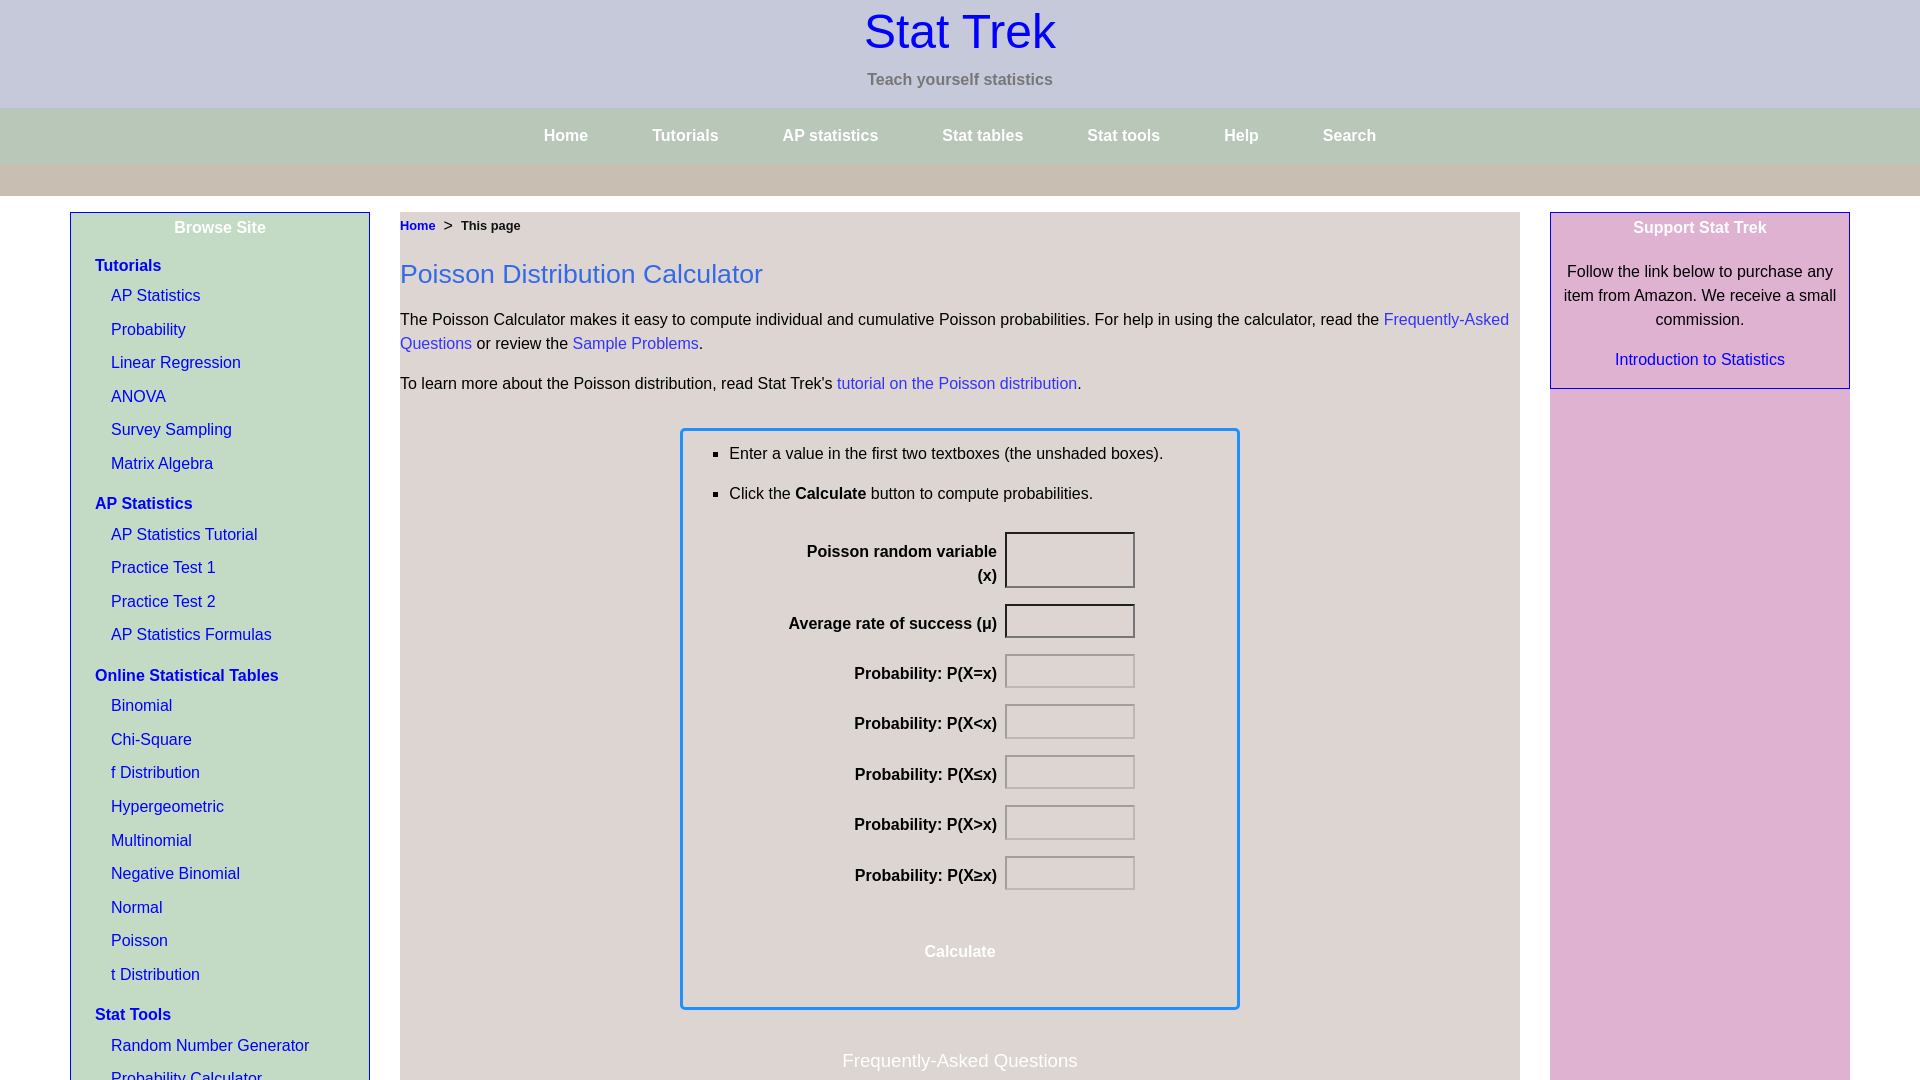 Stat Trek
Teach yourself statistics
Home Tutorials AP statistics Stat tables Stat tools Help Search
Browse Site
Tutorials
AP Statistics
Probability
Linear Regression
ANOVA
Survey Sampling
Matrix Algebra
AP Statistics
AP Statistics Tutorial
Practice Test 1
Practice Test 2
AP Statistics Formulas
Online Statistical Tables
Binomial
Chi-Square
f Distribution
Hypergeometric
Multinomial
Negative Binomial
Normal
Poisson
t Distribution
Stat Tools
Random Number Generator
Probability Calculator
Home > This page
Poisson Distribution Calculator
The Poisson Calculator makes it easy to compute individual and cumulative Poisson probabilities. For help in using the calculator, read the Frequently-Asked
Questions or review the Sample Problems.
To learn more about the Poisson distribution, read Stat Trek's tutorial on the Poisson distribution.
Enter a value in the first two textboxes (the unshaded boxes).
Click the Calculate button to compute probabilities.
Poisson random variable
(x)
Average rate of success (μ)
Probability: P(X=x)
Probability: P(X<x)
Probability: P(X≤x)
Probability: P(X>x)
Probability: P(X≥x)
Calculate
Frequently-Asked Questions
Support Stat Trek
Follow the link below to purchase any
item from Amazon. We receive a small
commission.
Introduction to Statistics